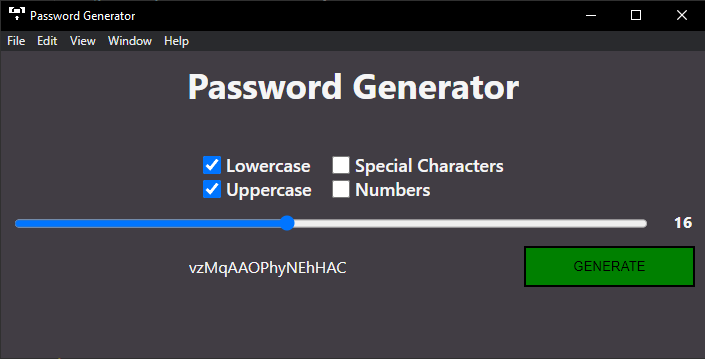 Password Generator
File Edit View Window Help
Password Generator
Lowercase Special Characters
Uppercase Numbers
16
vzMqAAOPhyNEhHAC GENERATE